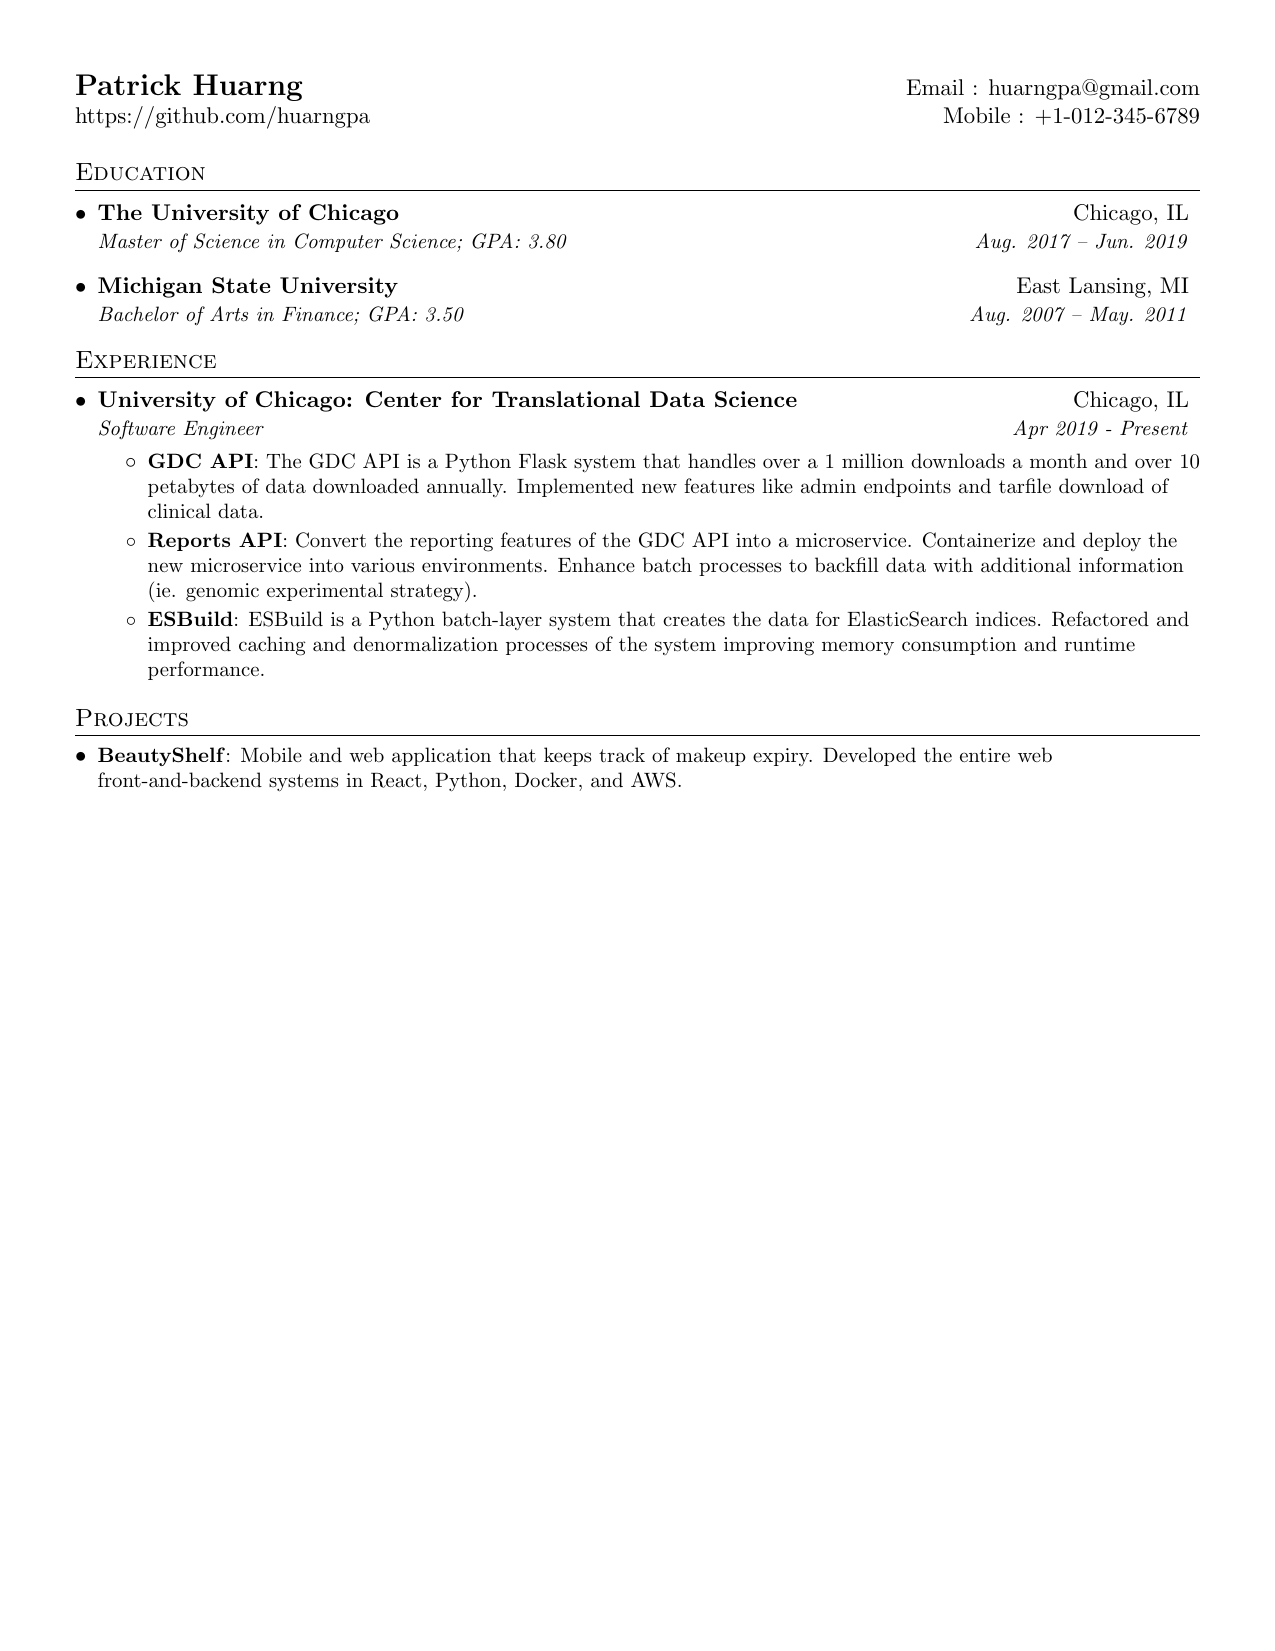 Patrick Huarng Email : huarngpa@gmail.com
https://github.com/huarngpa Mobile : +1-012-345-6789
Education
• The University of Chicago Chicago, IL
Master of Science in Computer Science; GPA: 3.80 Aug. 2017 – Jun. 2019
• Michigan State University East Lansing, MI
Bachelor of Arts in Finance; GPA: 3.50 Aug. 2007 – May. 2011
Experience
• University of Chicago: Center for Translational Data Science Chicago, IL
Software Engineer Apr 2019 - Present
◦ GDC API: The GDC API is a Python Flask system that handles over a 1 million downloads a month and over 10
petabytes of data downloaded annually. Implemented new features like admin endpoints and tarfile download of
clinical data.
◦ Reports API: Convert the reporting features of the GDC API into a microservice. Containerize and deploy the
new microservice into various environments. Enhance batch processes to backfill data with additional information
(ie. genomic experimental strategy).
◦ ESBuild: ESBuild is a Python batch-layer system that creates the data for ElasticSearch indices. Refactored and
improved caching and denormalization processes of the system improving memory consumption and runtime
performance.
Projects
• BeautyShelf: Mobile and web application that keeps track of makeup expiry. Developed the entire web
front-and-backend systems in React, Python, Docker, and AWS.